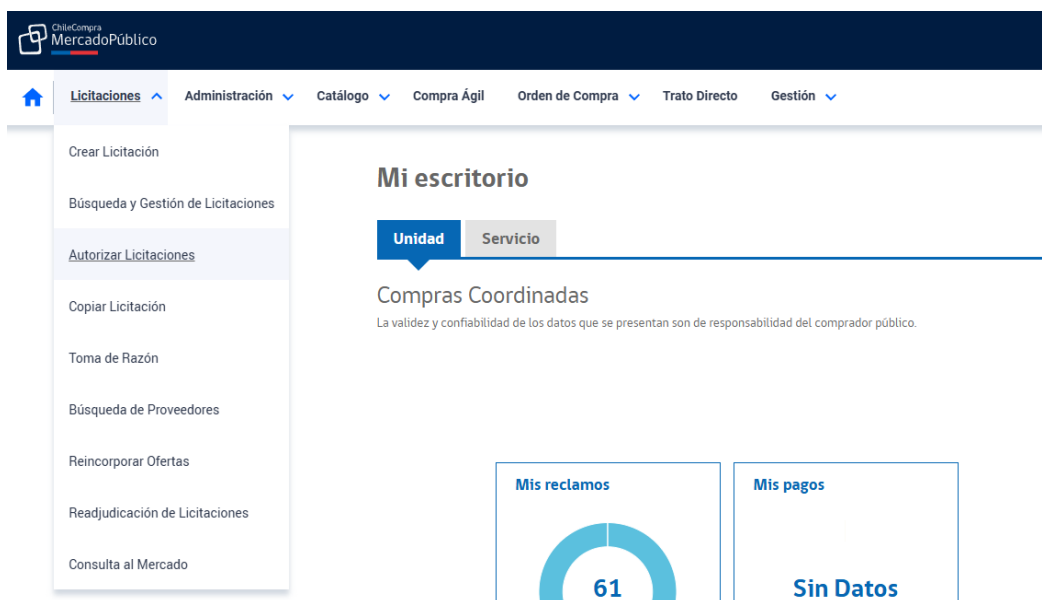 ChileCompra
MercadoPúblico
Licitaciones Administración Catálogo Compra Ágil Orden de Compra Trato Directo Gestión
Crear Licitación
Búsqueda y Gestión de Licitaciones
Autorizar Licitaciones
Copiar Licitación
Toma de Razón
Búsqueda de Proveedores
Reincorporar Ofertas
Readjudicación de Licitaciones
Consulta al Mercado
Mi escritorio
Unidad Servicio
Compras Coordinadas
La validez y confiabilidad de los datos que se presentan son de responsabilidad del comprador público.
Mis reclamos
61
Mis pagos
Sin Datos